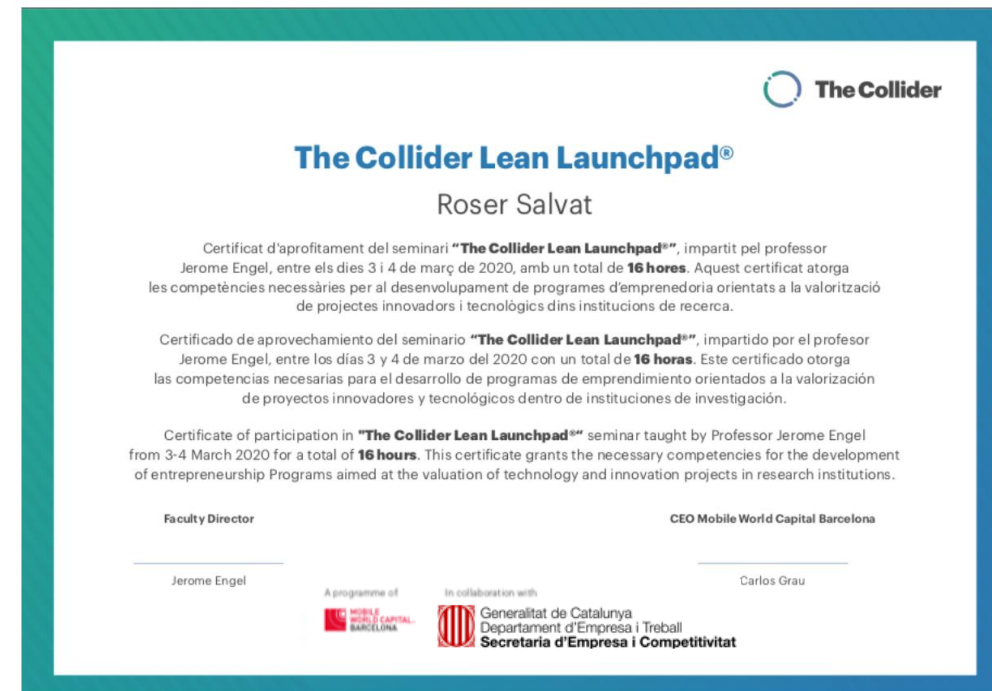 The Collider
The Collider Lean Launchpad®
Roser Salvat
Certificat d'aprofitament del seminari “The Collider Lean Launchpad®”, impartit pel professor
Jerome Engel, entre els dies 3 i 4 de març de 2020, amb un total de 16 hores. Aquest certificat atorga
les competències necessàries per al desenvolupament de programes d’emprenedoria orientats a la valorització
de projectes innovadors i tecnològics dins institucions de recerca.
Certificado de aprovechamiento del seminario “The Collider Lean Launchpad®”, impartido por el profesor
Jerome Engel, entre los días 3 y 4 de marzo del 2020 con un total de 16 horas. Este certificado otorga
las competencias necesarias para el desarrollo de programas de emprendimiento orientados a la valorización
de proyectos innovadores y tecnológicos dentro de instituciones de investigación.
Certificate of participation in "The Collider Lean Launchpad®“ seminar taught by Professor Jerome Engel
from 3-4 March 2020 for a total of 16 hours. This certificate grants the necessary competencies for the development
of entrepreneurship Programs aimed at the valuation of technology and innovation projects in research institutions.
Faculty Director
CEO Mobile World Capital Barcelona
Jerome Engel
Carlos Grau
A programme of
In collaboration with
MOBILE
WORLD CAPITAL.
BARCELONA
Generalitat de Catalunya
Departament d'Empresa i Treball
Secretaria d'Empresa i Competitivitat